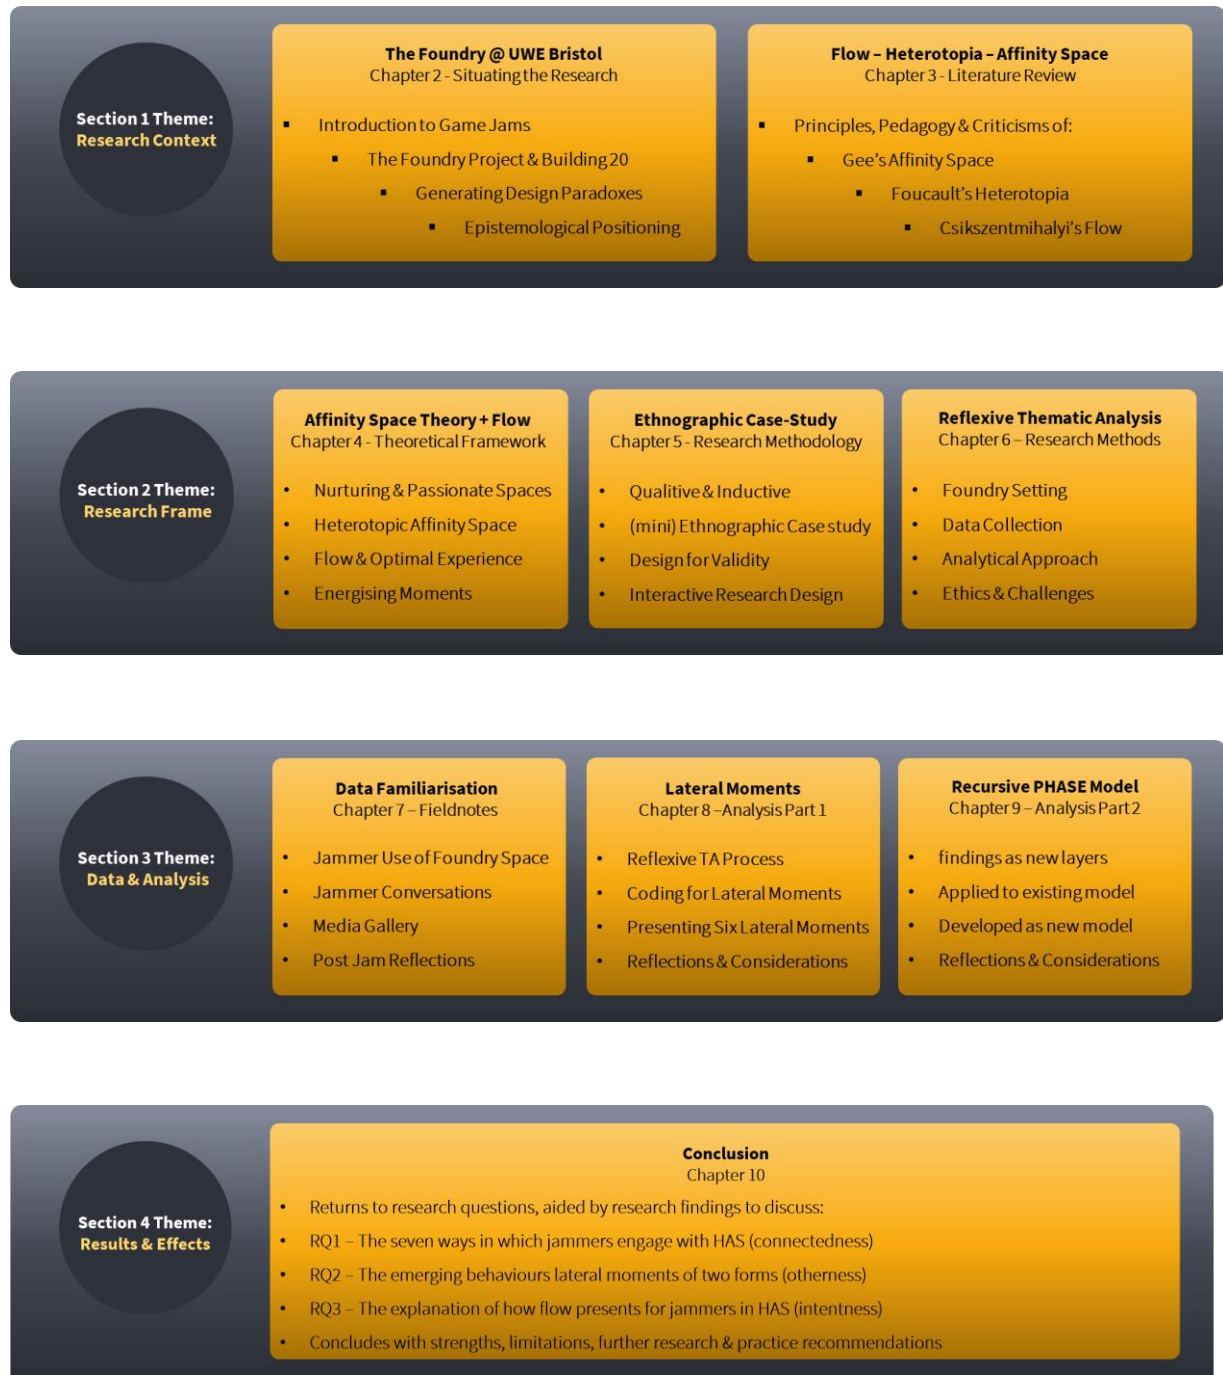 Section 1 Theme:
Research Context
The Foundry @ UWE Bristol
Chapter 2 - Situating the Research
▪ Introduction to Game Jams
▪ The Foundry Project & Building 20
▪ Generating Design Paradoxes
▪ Epistemological Positioning
Flow – Heterotopia – Affinity Space
Chapter 3 - Literature Review
▪ Principles, Pedagogy & Criticisms of:
▪ Gee's Affinity Space
▪ Foucault's Heterotopia
▪ Csikszentmihalyi's Flow
Section 2 Theme:
Research Frame
Affinity Space Theory + Flow
Chapter 4 - Theoretical Framework
• Nurturing & Passionate Spaces
• Heterotopic Affinity Space
• Flow & Optimal Experience
• Energising Moments
Ethnographic Case-Study
Chapter 5 - Research Methodology
• Qualitive & Inductive
• (mini) Ethnographic Case study
• Design for Validity
• Interactive Research Design
Reflexive Thematic Analysis
Chapter 6 – Research Methods
• Foundry Setting
• Data Collection
• Analytical Approach
• Ethics & Challenges
Section 3 Theme:
Data & Analysis
Data Familiarisation
Chapter 7 – Fieldnotes
• Jammer Use of Foundry Space
• Jammer Conversations
• Media Gallery
• Post Jam Reflections
Lateral Moments
Chapter 8 –Analysis Part 1
• Reflexive TA Process
• Coding for Lateral Moments
• Presenting Six Lateral Moments
• Reflections & Considerations
Recursive PHASE Model
Chapter 9 – Analysis Part 2
• findings as new layers
• Applied to existing model
• Developed as new model
• Reflections & Considerations
Section 4 Theme:
Results & Effects
Conclusion
Chapter 10
• Returns to research questions, aided by research findings to discuss:
• RQ1 – The seven ways in which jammers engage with HAS (connectedness)
• RQ2 – The emerging behaviours lateral moments of two forms (otherness)
• RQ3 – The explanation of how flow presents for jammers in HAS (intentness)
• Concludes with strengths, limitations, further research & practice recommendations